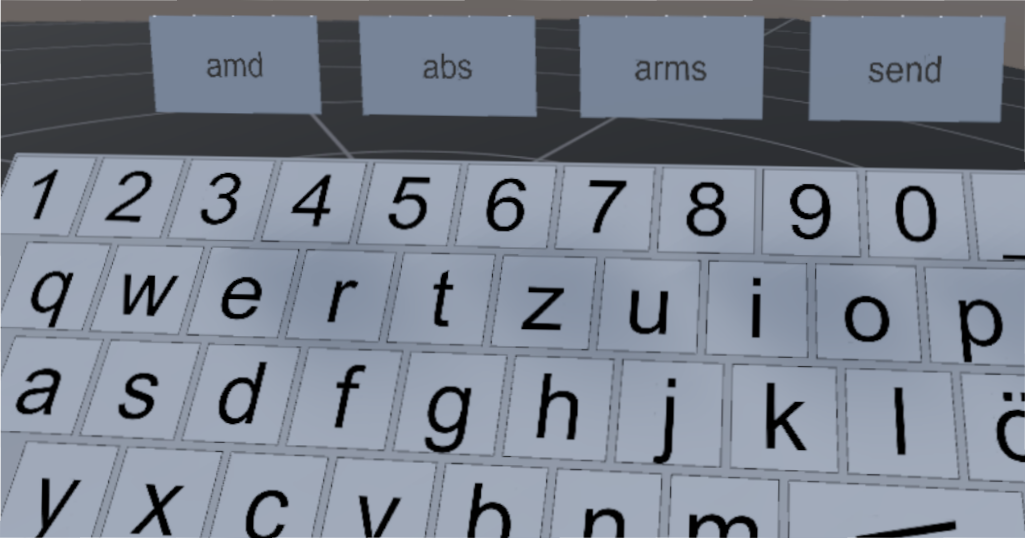 amd abs arms send
1 2 3 4 5 6 7 8 9 0 _
q w e r t z u i o p
a s d f g h j k l ö
y x c v b n m